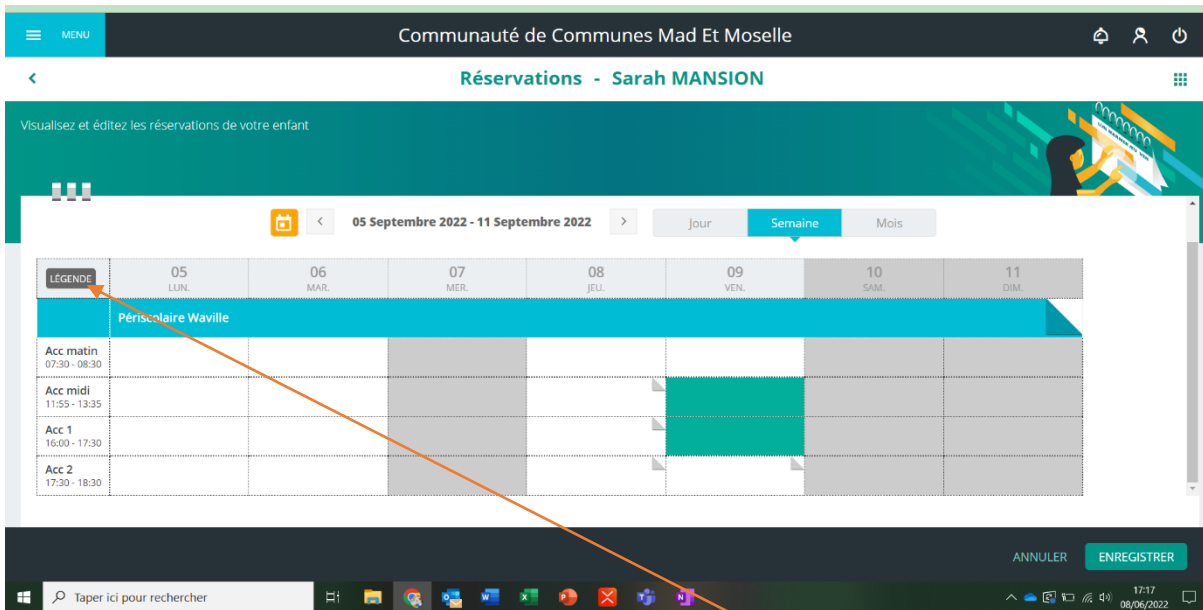 MENU
Communauté de Communes Mad Et Moselle
Réservations - Sarah MANSION
Visualisez et éditez les réservations de votre enfant
05 Septembre 2022 - 11 Septembre 2022
Jour
Semaine
Mois
LÉGENDE
05
LUN.
06
MAR.
07
MER.
08
JEU.
09
VEN.
10
SAM.
11
DIM.
Périscolaire Waville
Acc matin
07:30 - 08:30
Acc midi
11:55 - 13:35
Acc 1
16:00 - 17:30
Acc 2
17:30 - 18:30
ANNULER
ENREGISTRER
Taper ici pour rechercher
17:17
08/06/2022